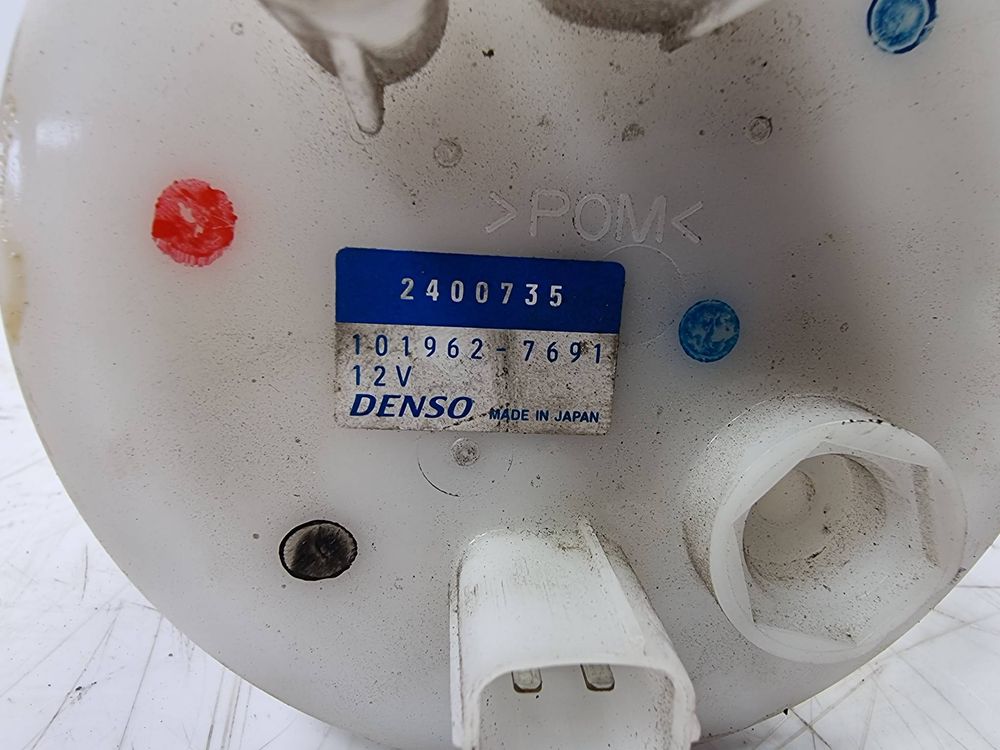 >POM<
2400735
101962-7691
12V
DENSO MADE IN JAPAN